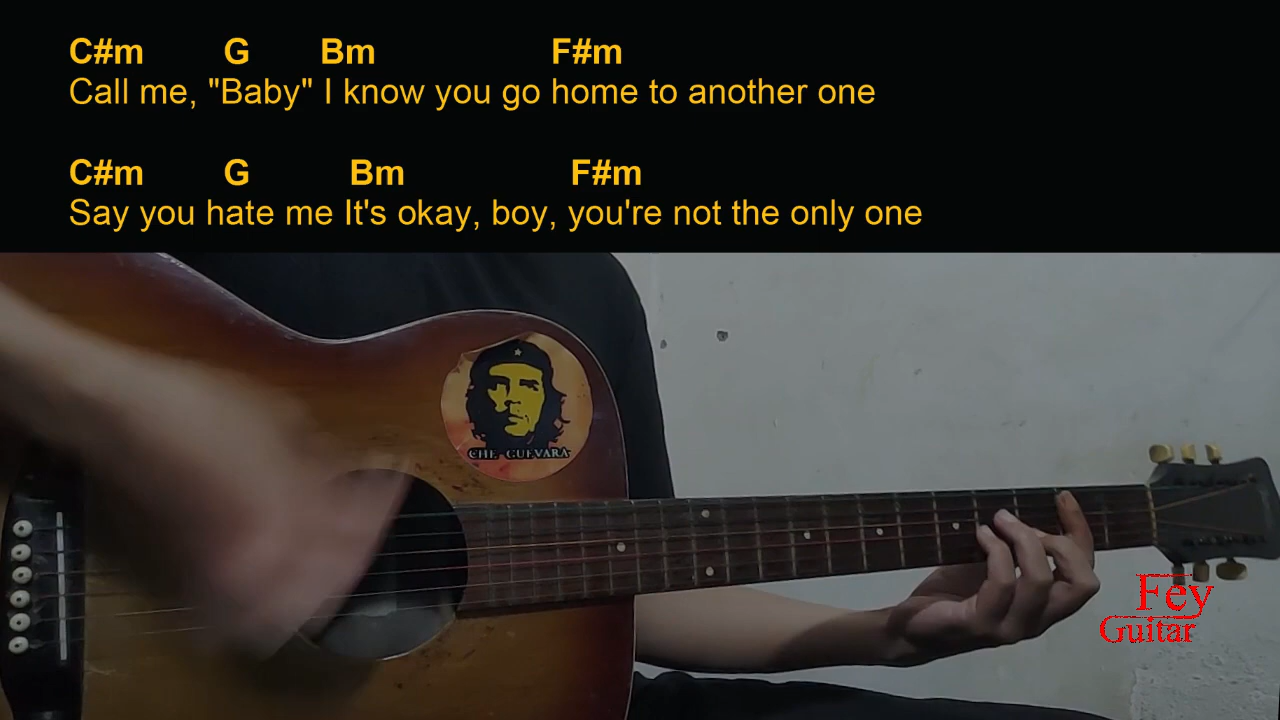 C#m G Bm F#m
Call me, "Baby" I know you go home to another one
C#m G Bm F#m
Say you hate me It's okay, boy, you're not the only one
CHE GUEVARA
Fey
Guitar